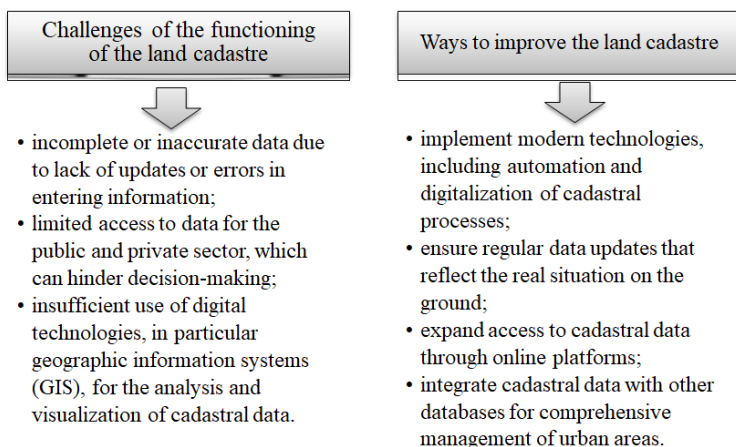 Challenges of the functioning
of the land cadastre
• incomplete or inaccurate data due
to lack of updates or errors in
entering information;
• limited access to data for the
public and private sector, which
can hinder decision-making;
• insufficient use of digital
technologies, in particular
geographic information systems
(GIS), for the analysis and
visualization of cadastral data.
Ways to improve the land cadastre
• implement modern technologies,
including automation and
digitalization of cadastral
processes;
• ensure regular data updates that
reflect the real situation on the
ground;
• expand access to cadastral data
through online platforms;
• integrate cadastral data with other
databases for comprehensive
management of urban areas.